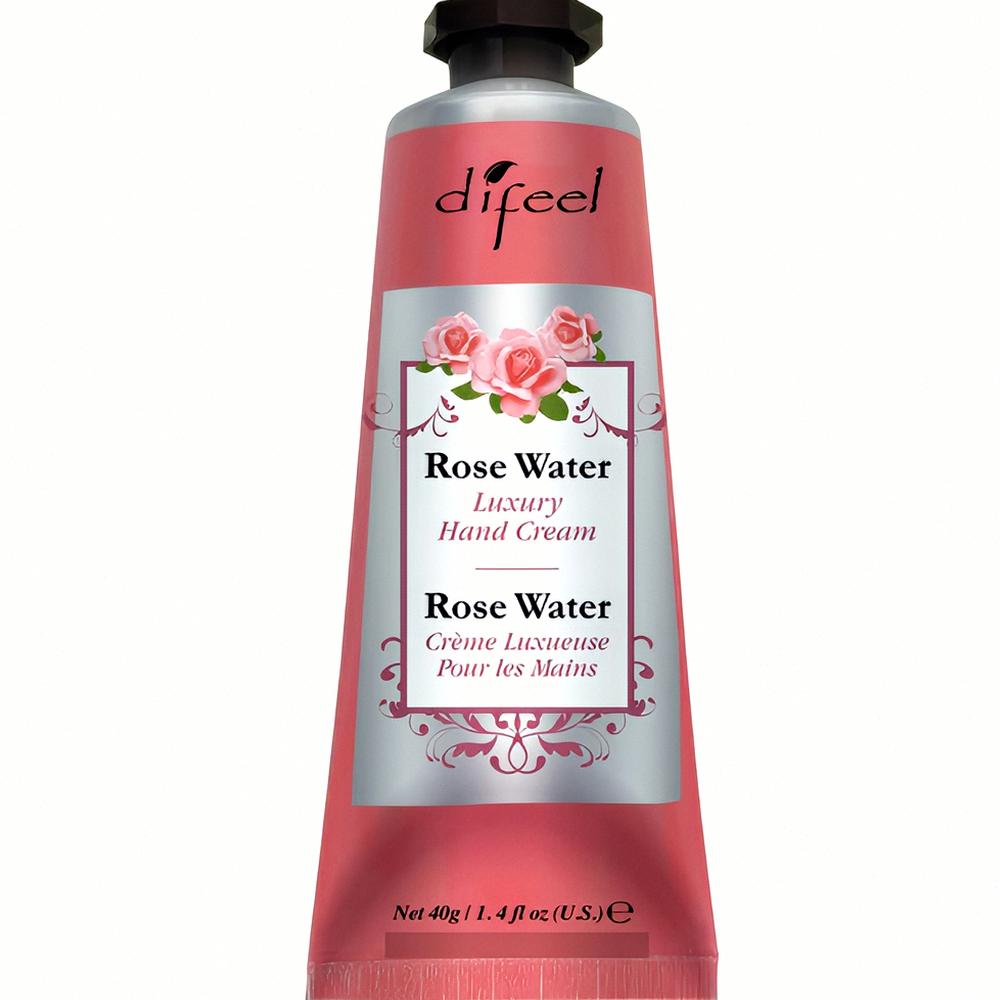 difeel
Rose Water
Luxury
Hand Cream
Rose Water
Crème Luxueuse
Pour les Mains
Net 40g / 1.4 fl oz (U.S.) ℮